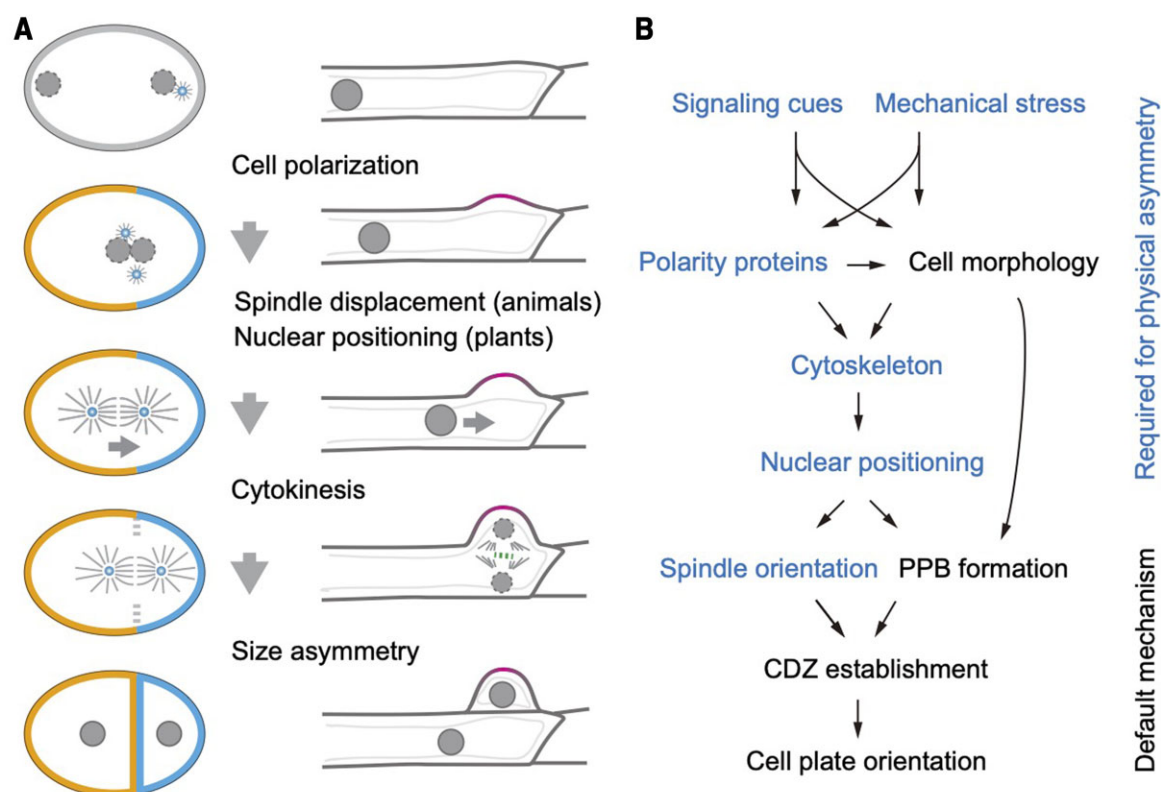 A
Cell polarization
Spindle displacement (animals)
Nuclear positioning (plants)
Cytokinesis
Size asymmetry
B
Signaling cues
Mechanical stress
Polarity proteins
Cell morphology
Cytoskeleton
Nuclear positioning
Spindle orientation
PPB formation
CDZ establishment
Cell plate orientation
Required for physical asymmetry
Default mechanism